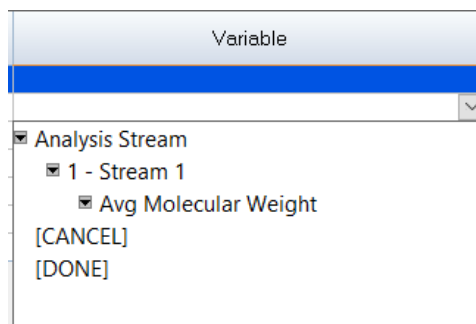 Variable
Analysis Stream
1 - Stream 1
Avg Molecular Weight
[CANCEL]
[DONE]